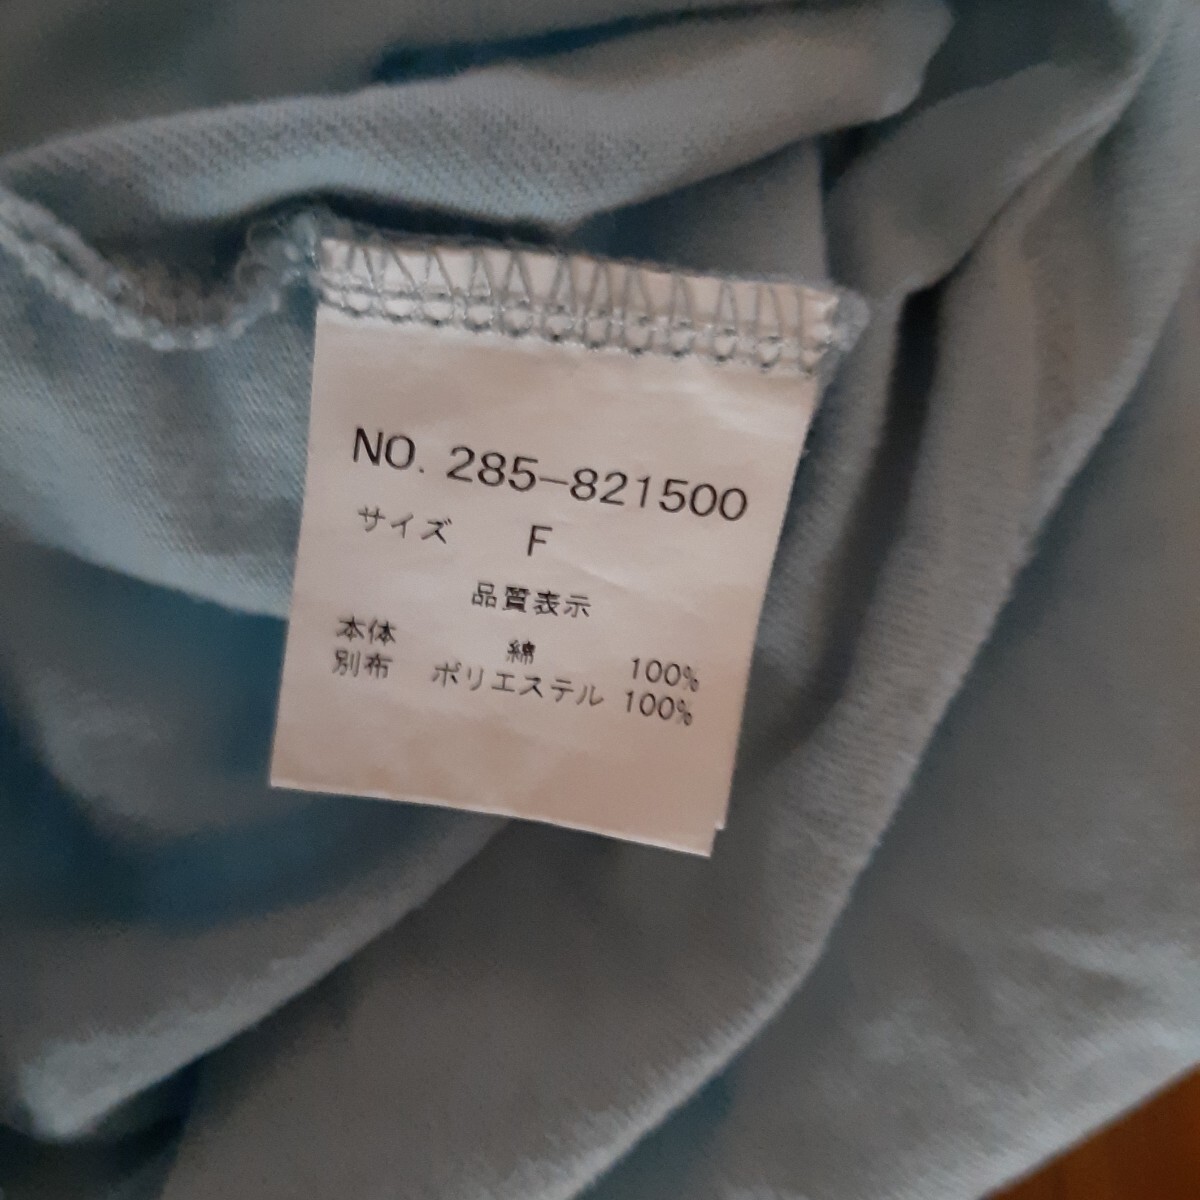 NO. 285-821500
サイズ F
品質表示
本体 綿 100%
別布 ポリエステル 100%